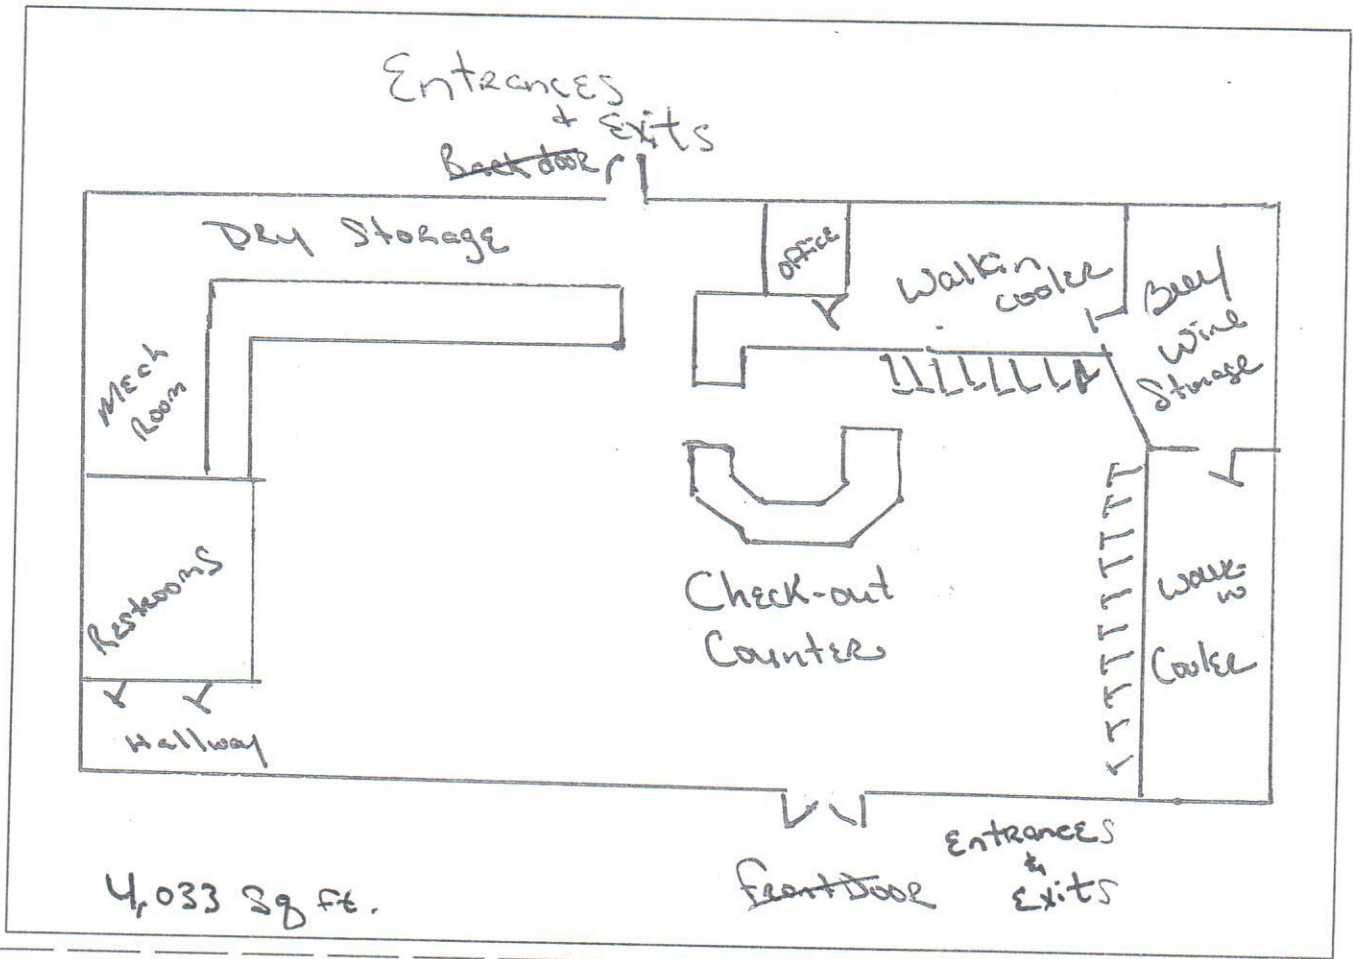 Entrances
& Exits
Back door
Dry Storage
Office
Walkin
cooler
Beer/
Wine
Storage
Mech
Room
Restrooms
Hallway
Check-out
Counter
Walk-
in
Cooler
Front Door
Entrances
&
Exits
4,033 Sq ft.